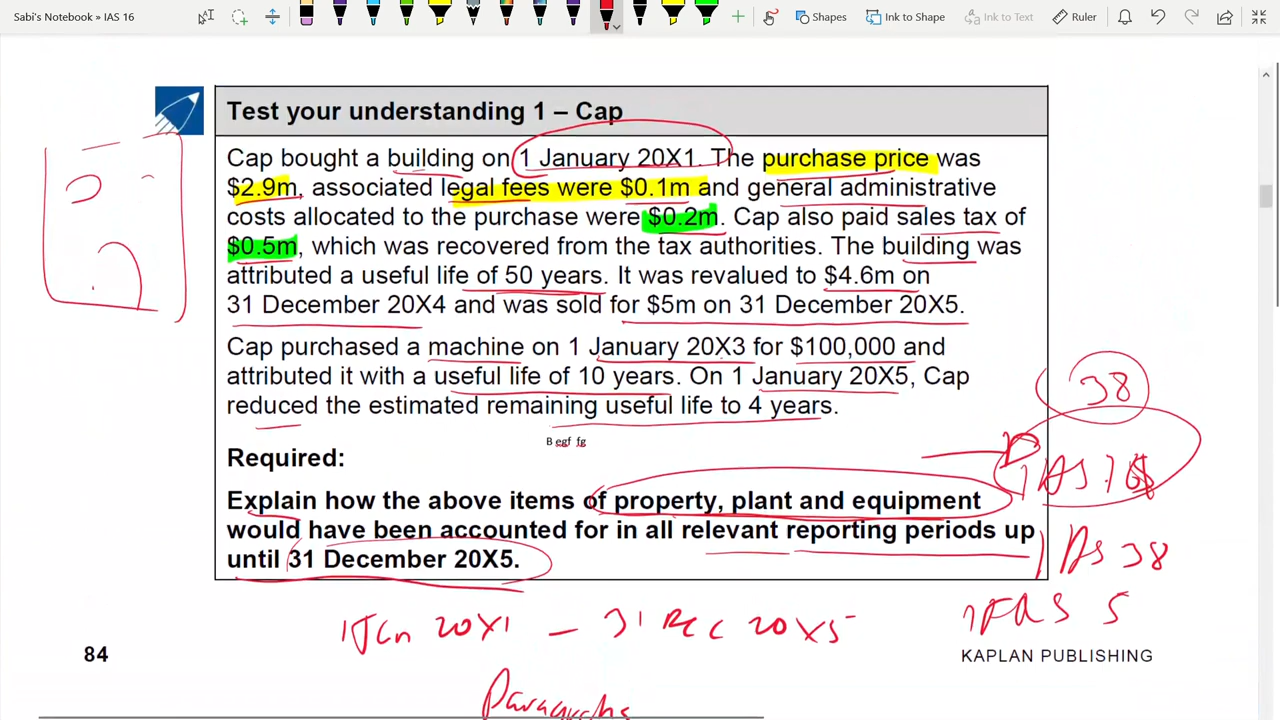 Sabi's Notebook » IAS 16
Shapes
Ink to Shape
Ink to Text
Ruler
Test your understanding 1 – Cap
Cap bought a building on 1 January 20X1. The purchase price was
$2.9m, associated legal fees were $0.1m and general administrative
costs allocated to the purchase were $0.2m. Cap also paid sales tax of
$0.5m, which was recovered from the tax authorities. The building was
attributed a useful life of 50 years. It was revalued to $4.6m on
31 December 20X4 and was sold for $5m on 31 December 20X5.
Cap purchased a machine on 1 January 20X3 for $100,000 and
attributed it with a useful life of 10 years. On 1 January 20X5, Cap
reduced the estimated remaining useful life to 4 years.
38
B egf fg
Required:
IAS 16
Explain how the above items of property, plant and equipment
would have been accounted for in all relevant reporting periods up
until 31 December 20X5.
IAS 38
IFRS 5
1 Jan 20X1 – 31 Dec 20X5
84
KAPLAN PUBLISHING
Paragraphs